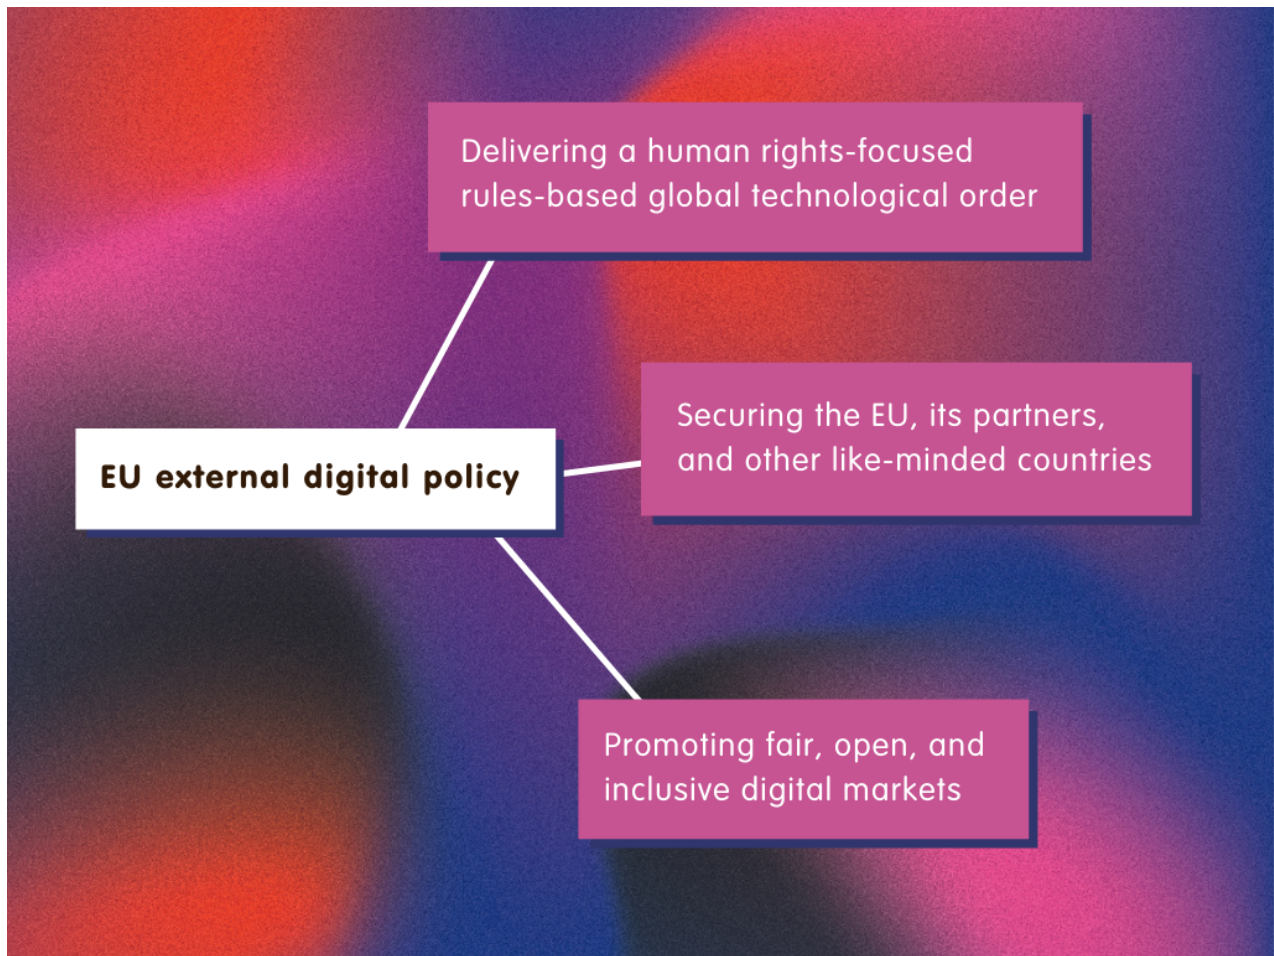 Delivering a human rights-focused
rules-based global technological order
Securing the EU, its partners,
and other like-minded countries
EU external digital policy
Promoting fair, open, and
inclusive digital markets